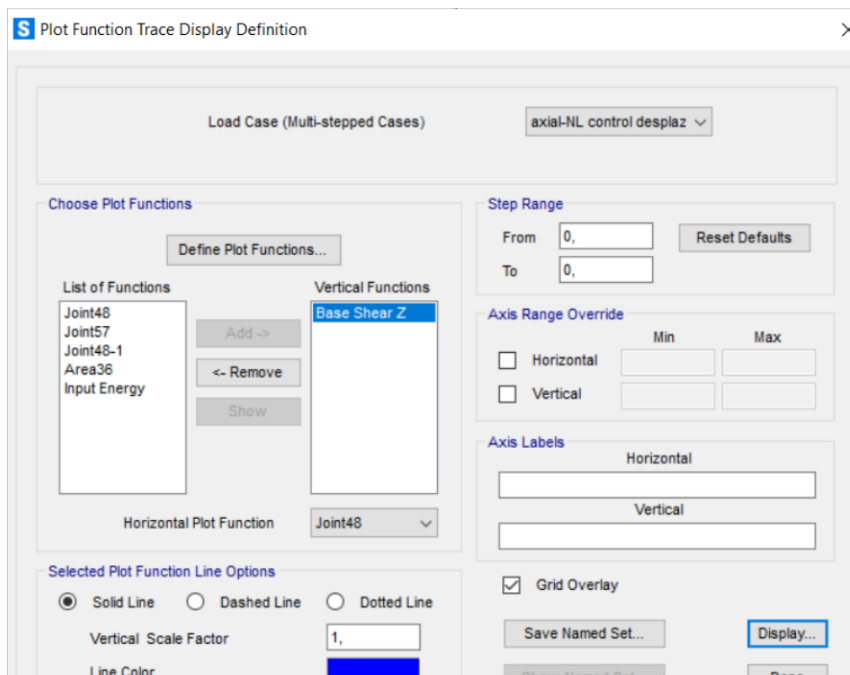 S Plot Function Trace Display Definition
Load Case (Multi-stepped Cases)
axial-NL control desplaz
Choose Plot Functions
Define Plot Functions...
List of Functions
Vertical Functions
Joint48
Joint57
Joint48-1
Area36
Input Energy
Add ->
<- Remove
Show
Base Shear Z
Horizontal Plot Function
Joint48
Selected Plot Function Line Options
Solid Line
Dashed Line
Dotted Line
Vertical Scale Factor
1,
Line Color
Step Range
From
0,
Reset Defaults
To
0,
Axis Range Override
Min
Max
Horizontal
Vertical
Axis Labels
Horizontal
Vertical
Grid Overlay
Save Named Set...
Display...
Show Named Set...
Done